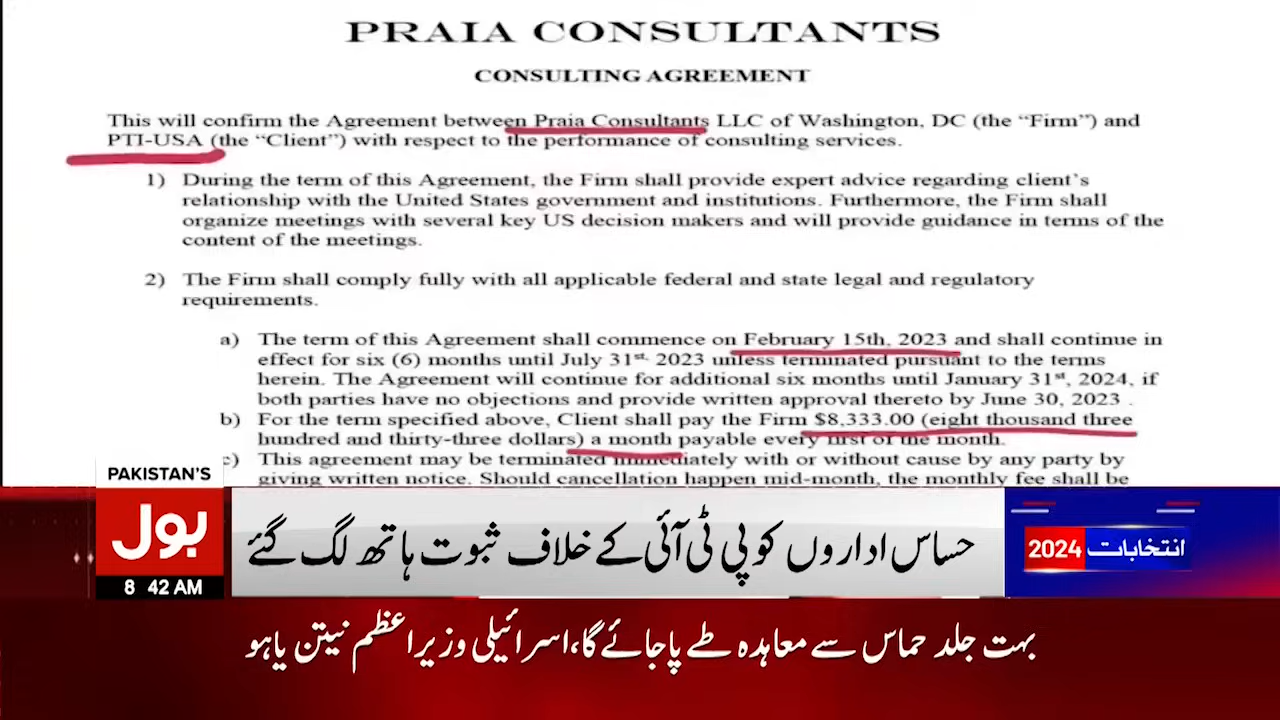 PRAIA CONSULTANTS
CONSULTING AGREEMENT
This will confirm the Agreement between Praia Consultants LLC of Washington, DC (the “Firm”) and
PTI-USA (the “Client”) with respect to the performance of consulting services.
1) During the term of this Agreement, the Firm shall provide expert advice regarding client’s
relationship with the United States government and institutions. Furthermore, the Firm shall
organize meetings with several key US decision makers and will provide guidance in terms of the
content of the meetings.
2) The Firm shall comply fully with all applicable federal and state legal and regulatory
requirements.
a) The term of this Agreement shall commence on February 15th, 2023 and shall continue in
effect for six (6) months until July 31st, 2023 unless terminated pursuant to the terms
herein. The Agreement will continue for additional six months until January 31st, 2024, if
both parties have no objections and provide written approval thereto by June 30, 2023 .
b) For the term specified above, Client shall pay the Firm $8,333.00 (eight thousand three
hundred and thirty-three dollars) a month payable every first of the month.
c) This agreement may be terminated immediately with or without cause by any party by
giving written notice. Should cancellation happen mid-month, the monthly fee shall be
PAKISTAN’S
بول
8 42 AM
حساس اداروں کو پی ٹی آئی کے خلاف ثبوت ہاتھ لگ گئے
انتخابات 2024
بہت جلد حماس سے معاہدہ طے پاجائے گا،اسرائیلی وزیراعظم نیتن یاہو